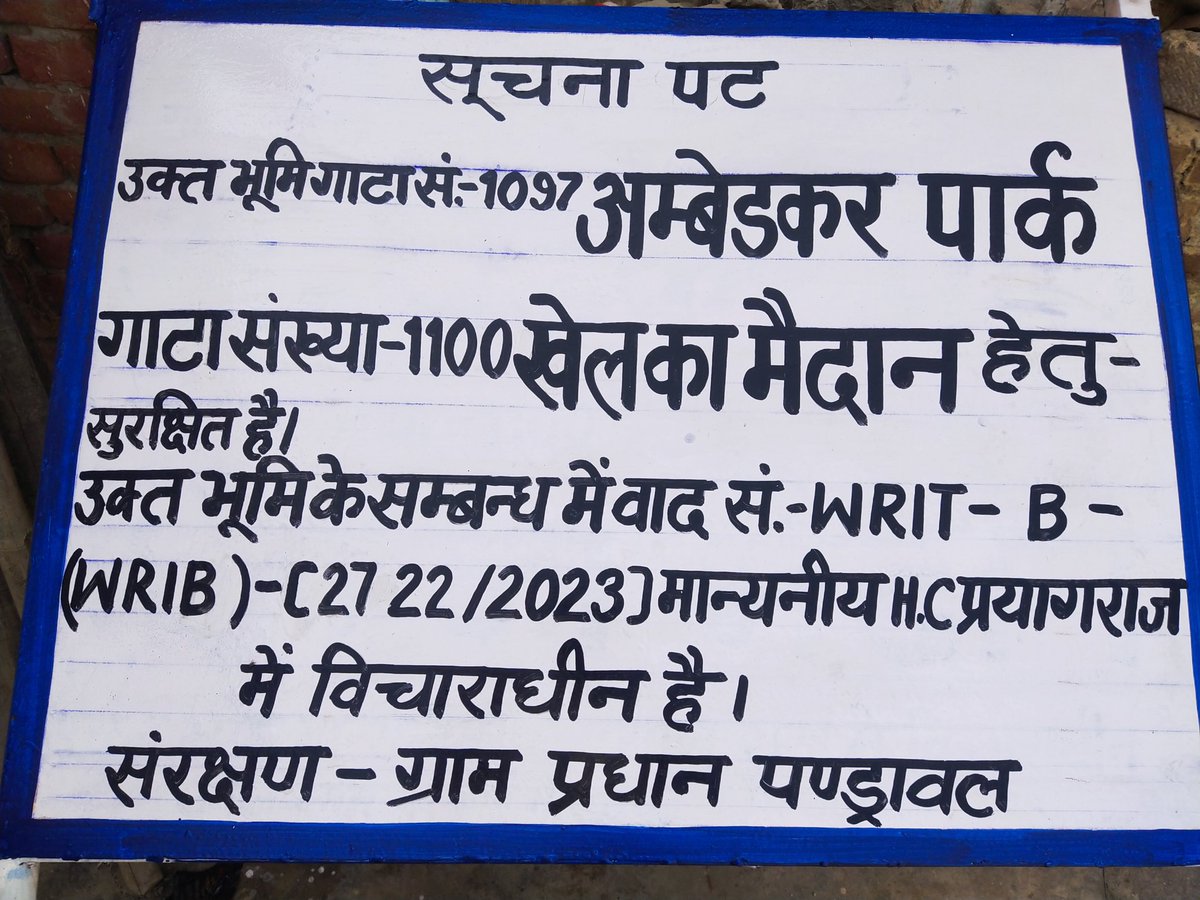 सूचना पट
उक्त भूमि गाटा सं:-1097 अम्बेडकर पार्क
गाटा संख्या-1100 खेल का मैदान हेतु-
सुरक्षित है।
उक्त भूमि के सम्बन्ध में वाद सं.:-WRIT- B -
(WRIB )-(27 22 /2023) मान्यनीय H.C प्रयागराज
में विचाराधीन है।
संरक्षण - ग्राम प्रधान पण्ड्रावल